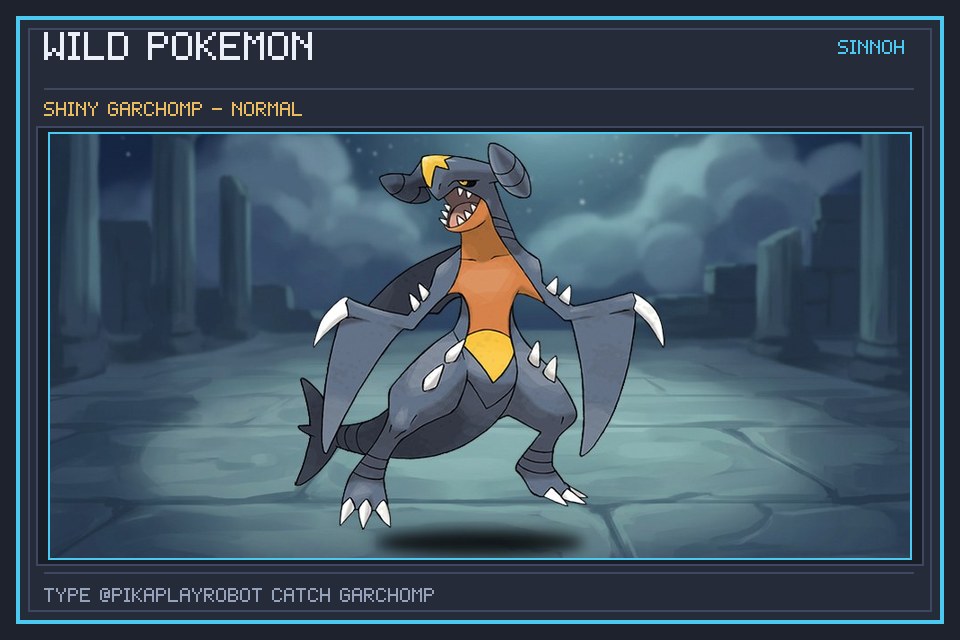 WILD POKEMON
SINNOH
SHINY GARCHOMP - NORMAL
TYPE @PIKAPLAYROBOT CATCH GARCHOMP